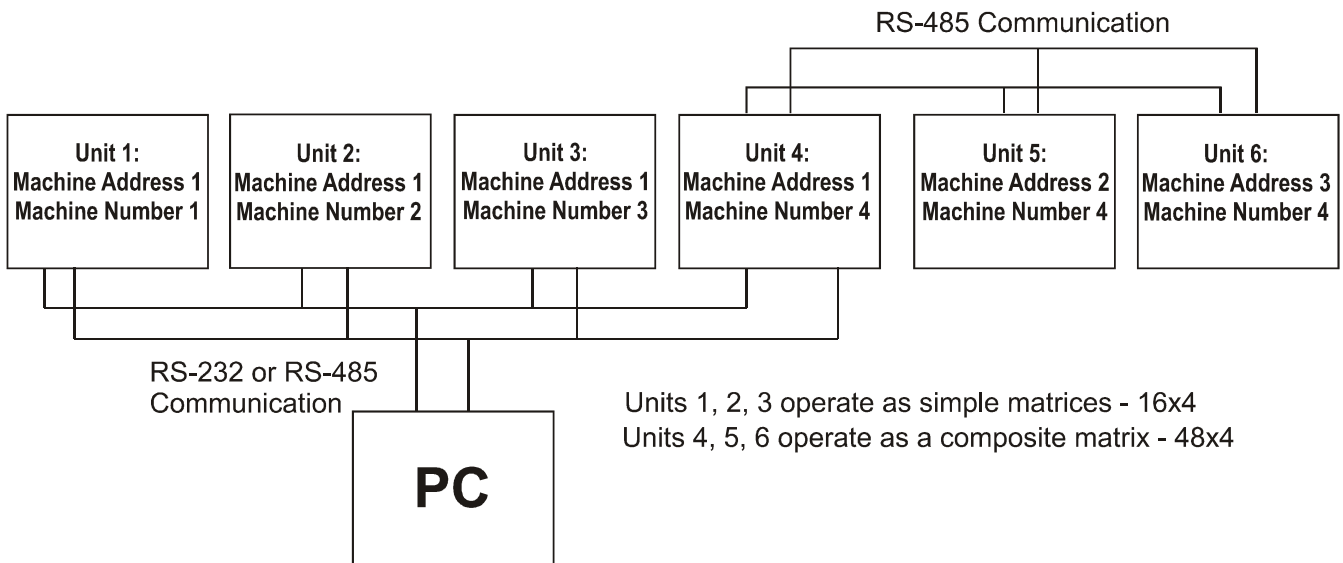 RS-485 Communication
Unit 1:
Machine Address 1
Machine Number 1
Unit 2:
Machine Address 1
Machine Number 2
Unit 3:
Machine Address 1
Machine Number 3
Unit 4:
Machine Address 1
Machine Number 4
Unit 5:
Machine Address 2
Machine Number 4
Unit 6:
Machine Address 3
Machine Number 4
RS-232 or RS-485
Communication
Units 1, 2, 3 operate as simple matrices - 16x4
Units 4, 5, 6 operate as a composite matrix - 48x4
PC